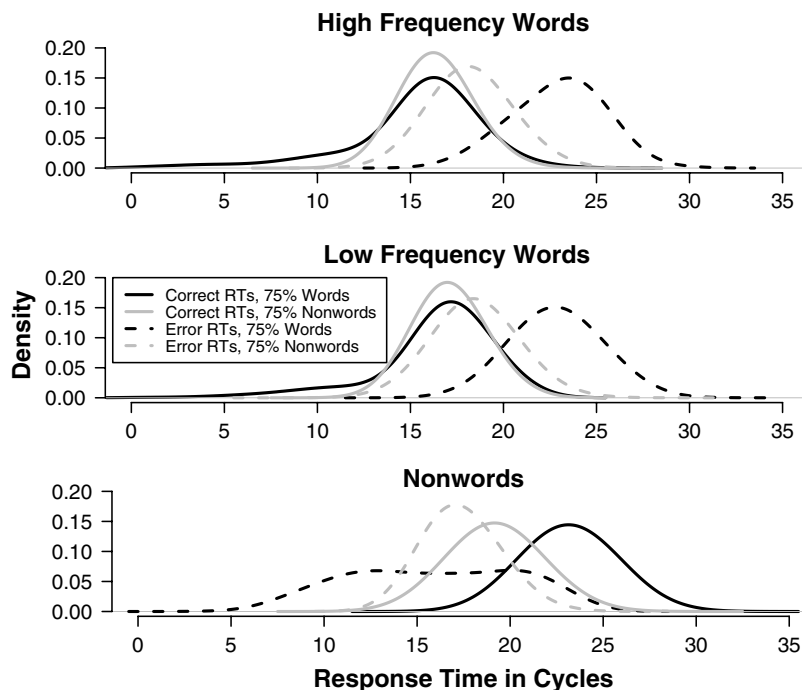 High Frequency Words
0.20
0.15
0.10
0.05
0.00
0 5 10 15 20 25 30 35
Low Frequency Words
0.20
0.15
0.10
0.05
0.00
Correct RTs, 75% Words
Correct RTs, 75% Nonwords
Error RTs, 75% Words
Error RTs, 75% Nonwords
Density
0 5 10 15 20 25 30 35
Nonwords
0.20
0.15
0.10
0.05
0.00
0 5 10 15 20 25 30 35
Response Time in Cycles